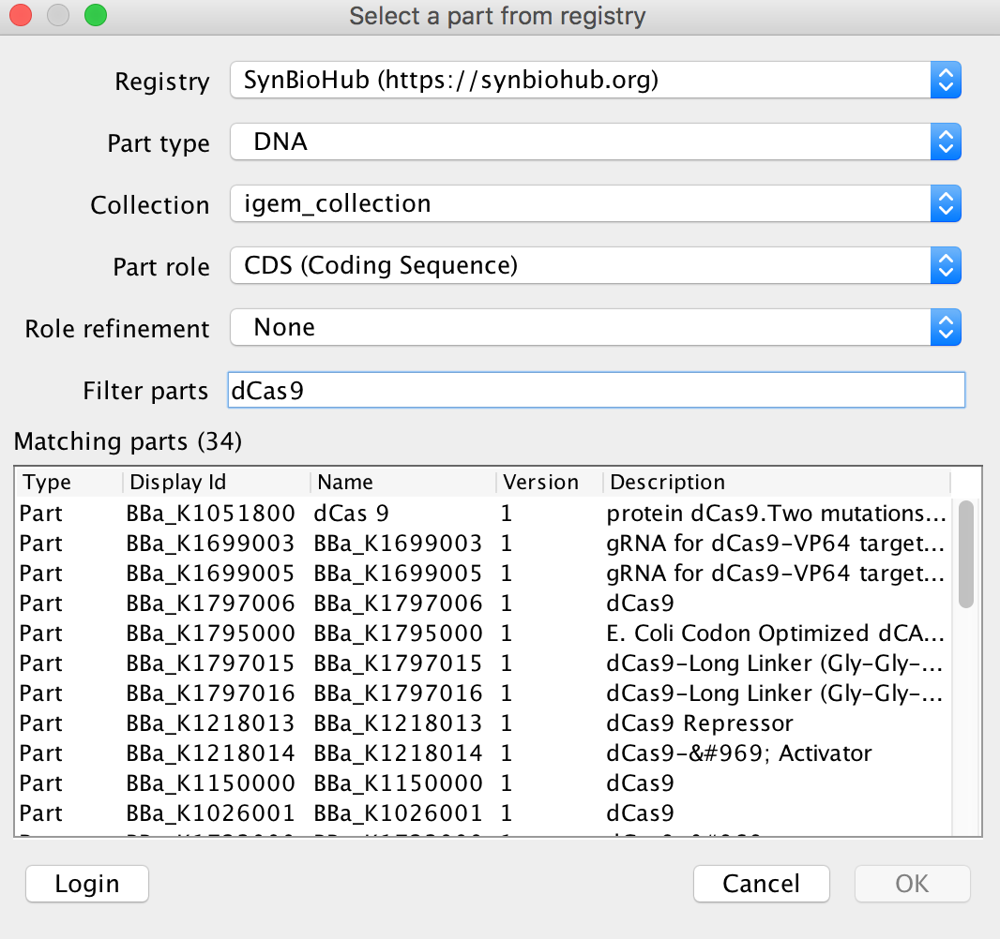 Select a part from registry
Registry SynBioHub (https://synbiohub.org)
Part type DNA
Collection igem_collection
Part role CDS (Coding Sequence)
Role refinement None
Filter parts dCas9
Matching parts (34)
Type Display Id Name Version Description
Part BBa_K1051800 dCas 9 1 protein dCas9.Two mutations...
Part BBa_K1699003 BBa_K1699003 1 gRNA for dCas9-VP64 target...
Part BBa_K1699005 BBa_K1699005 1 gRNA for dCas9-VP64 target...
Part BBa_K1797006 BBa_K1797006 1 dCas9
Part BBa_K1795000 BBa_K1795000 1 E. Coli Codon Optimized dCA...
Part BBa_K1797015 BBa_K1797015 1 dCas9-Long Linker (Gly-Gly-...
Part BBa_K1797016 BBa_K1797016 1 dCas9-Long Linker (Gly-Gly-...
Part BBa_K1218013 BBa_K1218013 1 dCas9 Repressor
Part BBa_K1218014 BBa_K1218014 1 dCas9-&#969; Activator
Part BBa_K1150000 BBa_K1150000 1 dCas9
Part BBa_K1026001 BBa_K1026001 1 dCas9
Login Cancel OK